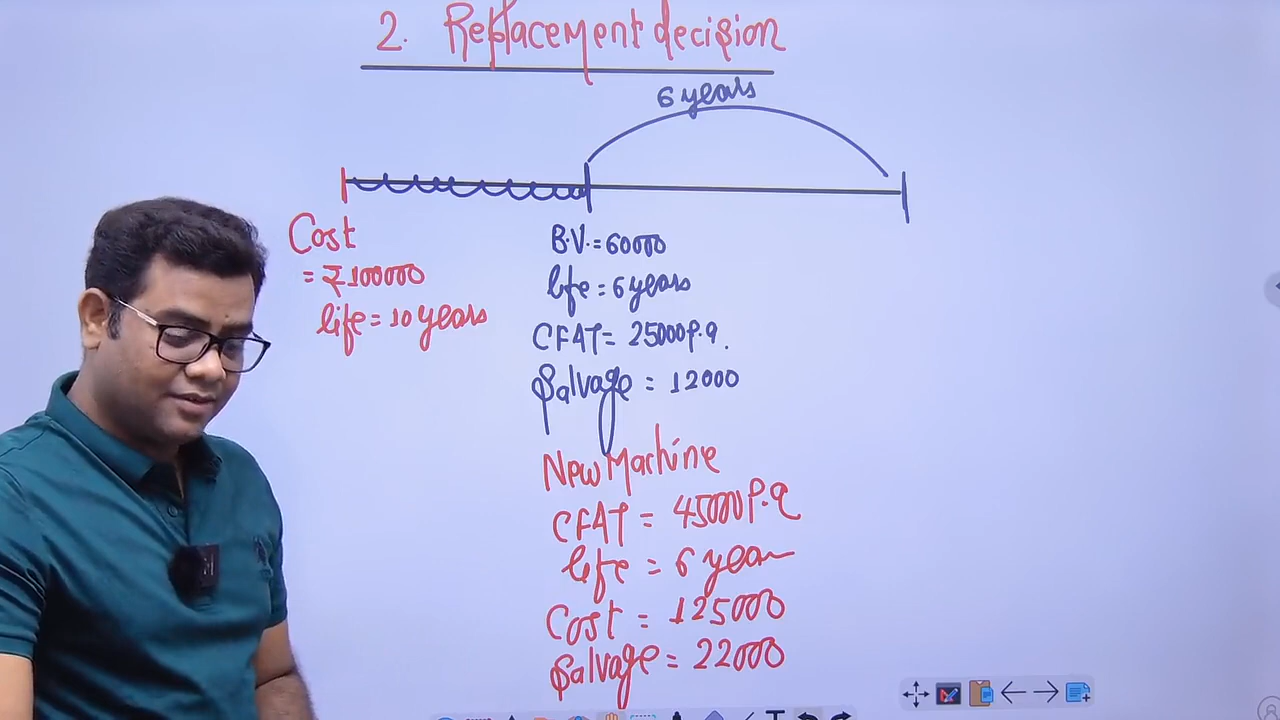 2. Replacement decision
6 years
Cost
= ₹100000
life = 10 years
B.V. = 60000
life = 6 years
CFAT = 25000 P.a.
Salvage = 12000
New Machine
CFAT = 45000 P.a
life = 6 year
Cost = 125000
Salvage = 22000